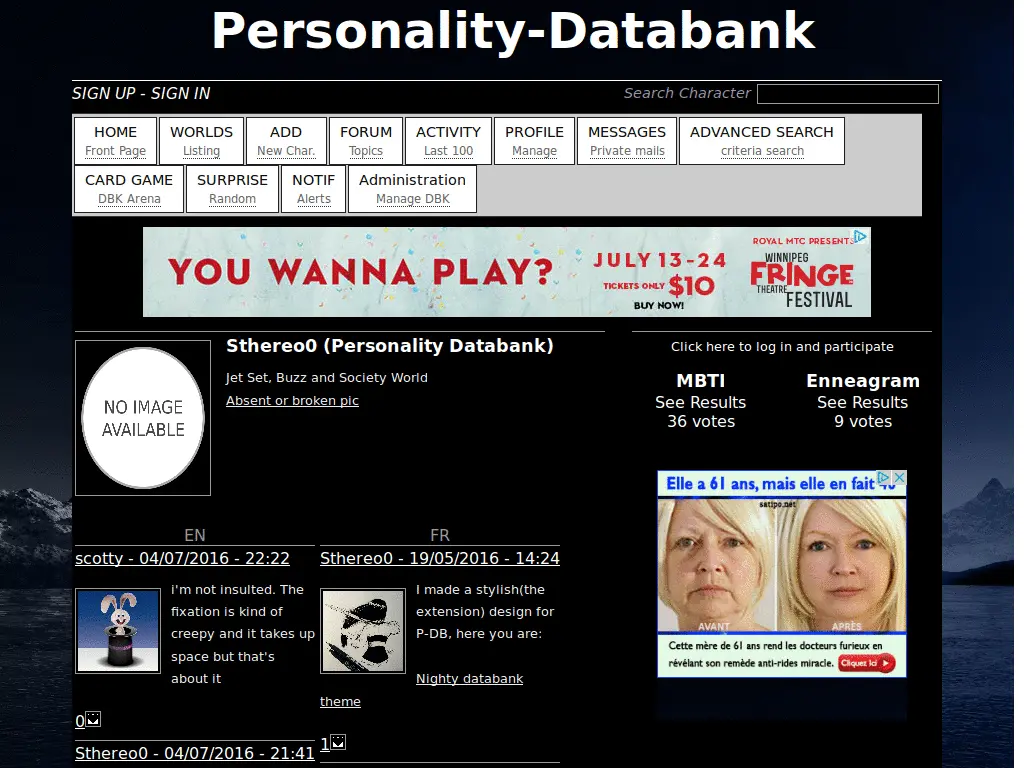 Personality-Databank
SIGN UP - SIGN IN
Search Character
HOME
Front Page
WORLDS
Listing
ADD
New Char.
FORUM
Topics
ACTIVITY
Last 100
PROFILE
Manage
MESSAGES
Private mails
ADVANCED SEARCH
criteria search
CARD GAME
DBK Arena
SURPRISE
Random
NOTIF
Alerts
Administration
Manage DBK
YOU WANNA PLAY?
JULY 13-24
TICKETS ONLY $10
BUY NOW!
ROYAL MTC PRESENTS
WINNIPEG
FRINGE
THEATRE FESTIVAL
NO IMAGE
AVAILABLE
Sthereo0 (Personality Databank)
Jet Set, Buzz and Society World
Absent or broken pic
Click here to log in and participate
MBTI
See Results
36 votes
Enneagram
See Results
9 votes
Elle a 61 ans, mais elle en fait
satipo.net
AVANT
APRÈS
Cette mère de 61 ans rend les docteurs furieux en
révélant son remède anti-rides miracle.
Cliquez Ici
EN
scotty - 04/07/2016 - 22:22
i'm not insulted. The
fixation is kind of
creepy and it takes up
space but that's
about it
0
Sthereo0 - 04/07/2016 - 21:41
FR
Sthereo0 - 19/05/2016 - 14:24
I made a stylish(the
extension) design for
P-DB, here you are:
Nighty databank
theme
1